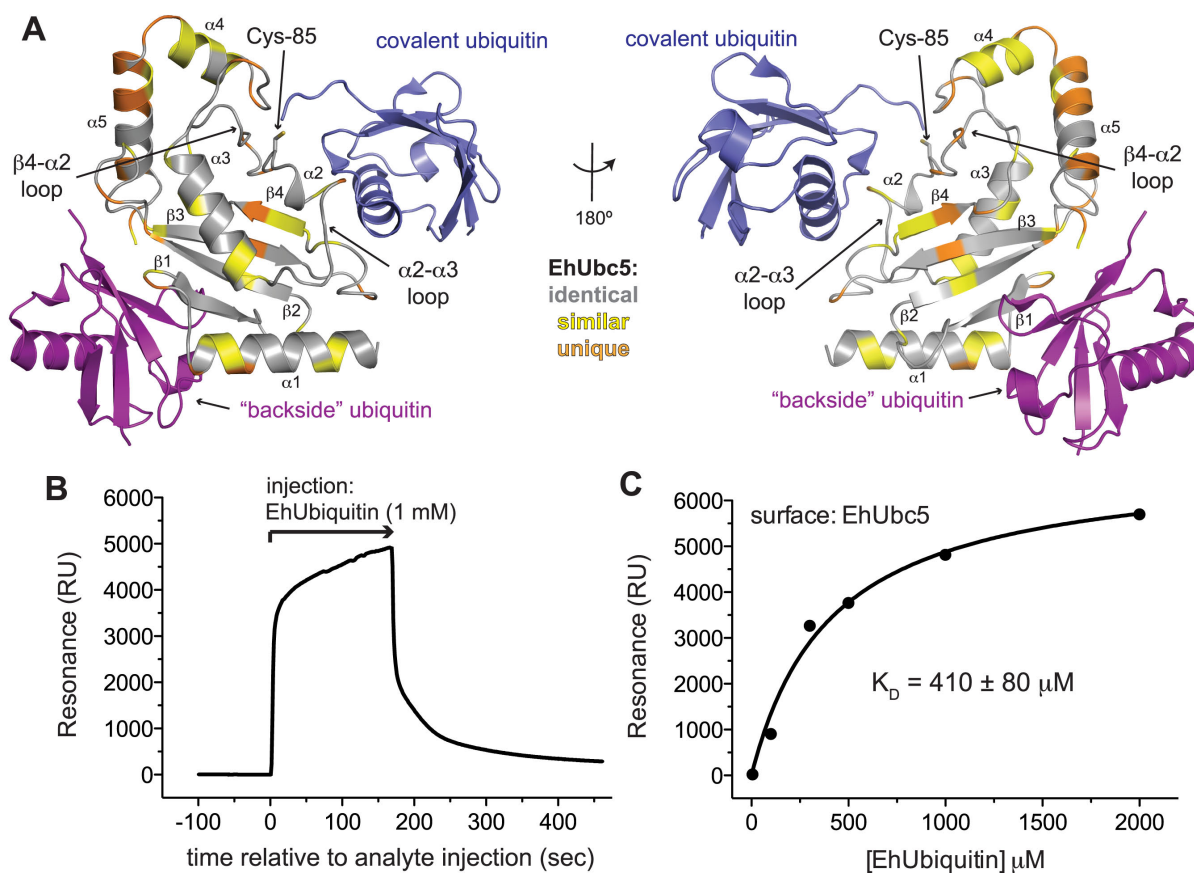 A
α4
Cys-85
covalent ubiquitin
α5
β4-α2
loop
α3
β4
α2
β3
β1
β2
α1
α2-α3
loop
"backside" ubiquitin
180º
EhUbc5:
identical
similar
unique
covalent ubiquitin
Cys-85
α4
α5
β4-α2
loop
α2
α3
β4
β3
α2-α3
loop
β2
β1
α1
"backside" ubiquitin
B
injection:
EhUbiquitin (1 mM)
Resonance (RU)
6000
5000
4000
3000
2000
1000
0
-100 0 100 200 300 400
time relative to analyte injection (sec)
C
surface: EhUbc5
K_D = 410 ± 80 μM
Resonance (RU)
6000
5000
4000
3000
2000
1000
0
0 500 1000 1500 2000
[EhUbiquitin] μM